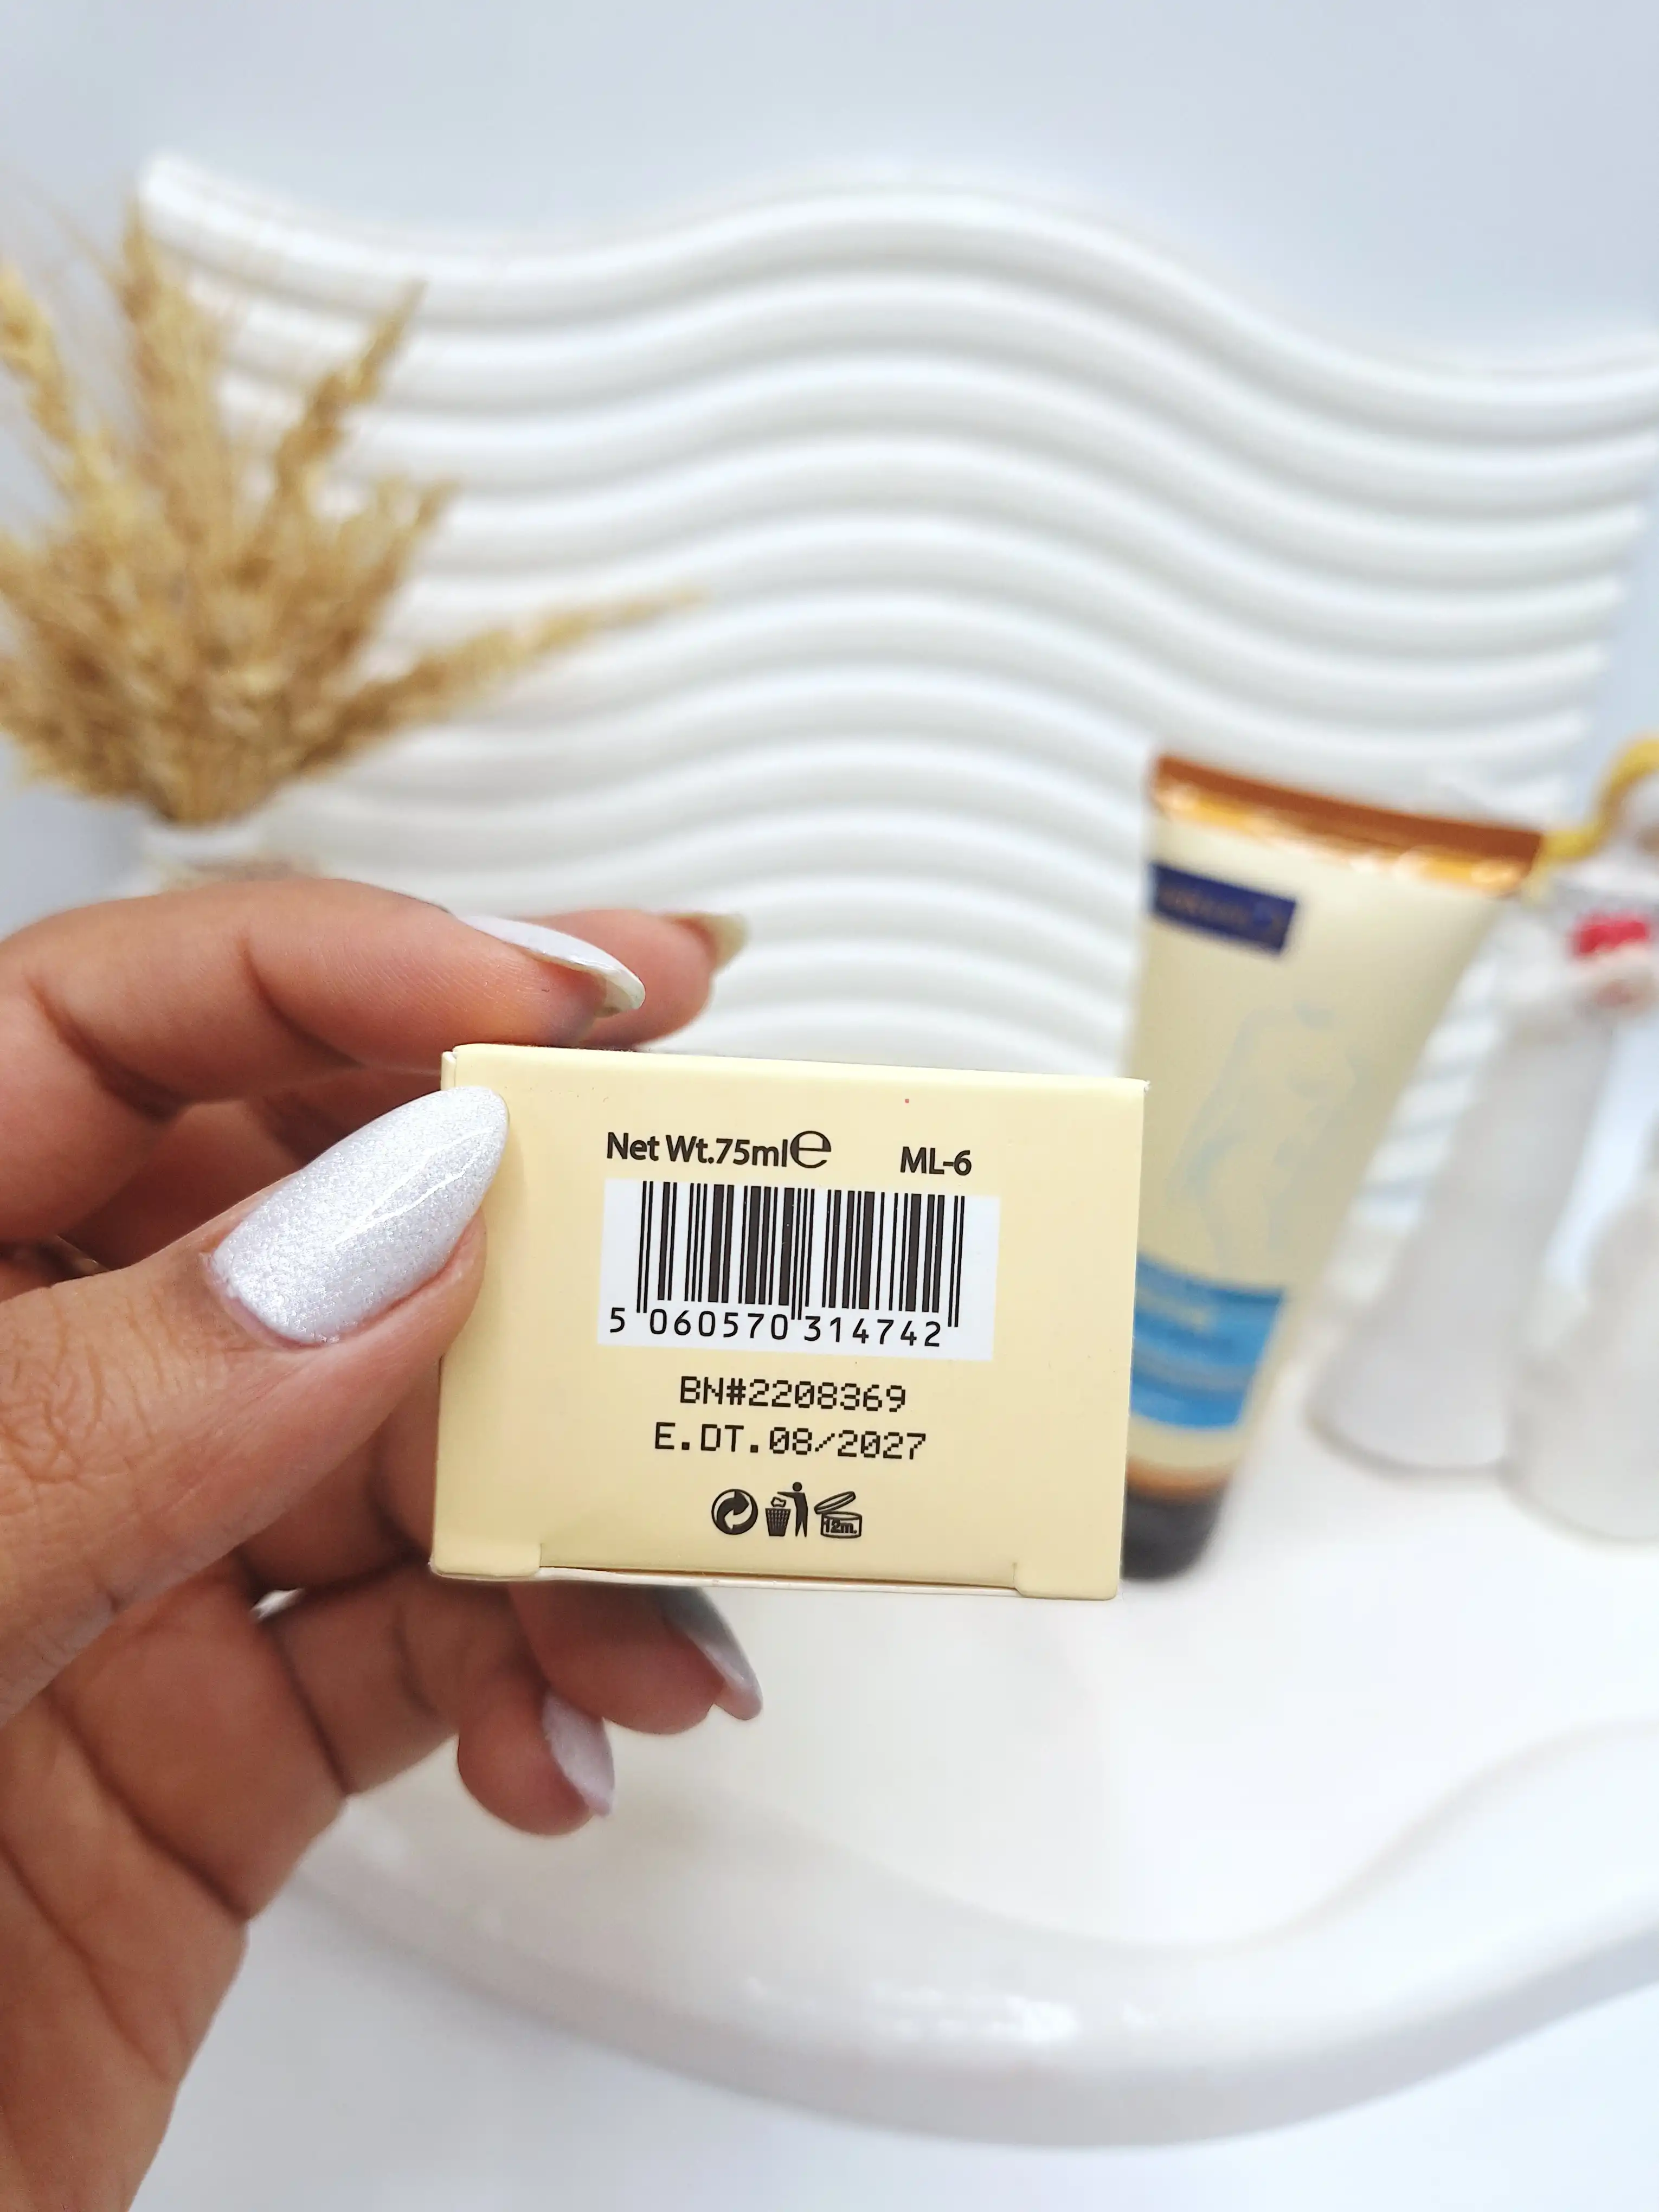 Net Wt.75ml℮ ML-6
5 060570 314742
BN#2208369
E.DT.08/2027
12m.